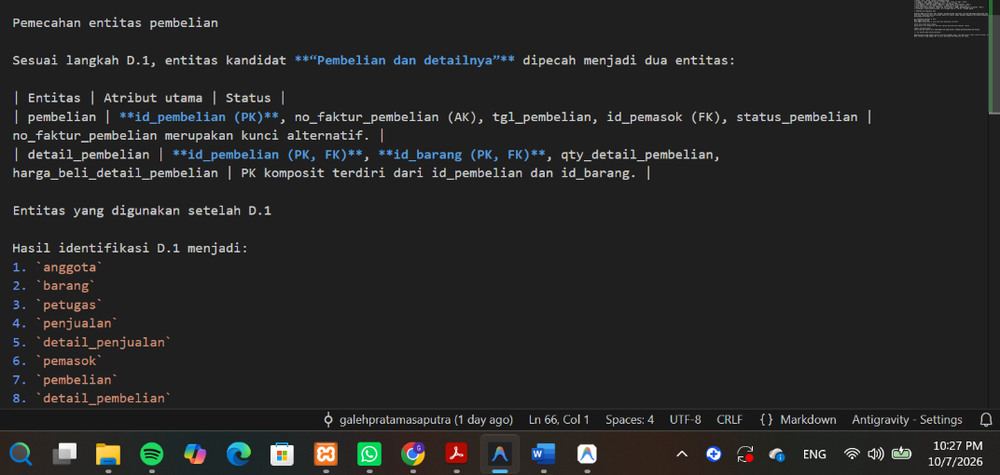 Pemecahan entitas pembelian
Sesuai langkah D.1, entitas kandidat **“Pembelian dan detailnya”** dipecah menjadi dua entitas:
| Entitas | Atribut utama | Status |
| pembelian | **id_pembelian (PK)**, no_faktur_pembelian (AK), tgl_pembelian, id_pemasok (FK), status_pembelian |
no_faktur_pembelian merupakan kunci alternatif. |
| detail_pembelian | **id_pembelian (PK, FK)**, **id_barang (PK, FK)**, qty_detail_pembelian,
harga_beli_detail_pembelian | PK komposit terdiri dari id_pembelian dan id_barang. |
Entitas yang digunakan setelah D.1
Hasil identifikasi D.1 menjadi:
1. `anggota`
2. `barang`
3. `petugas`
4. `penjualan`
5. `detail_penjualan`
6. `pemasok`
7. `pembelian`
8. `detail_pembelian`
galehpratamasaputra (1 day ago) Ln 66, Col 1 Spaces: 4 UTF-8 CRLF {} Markdown Antigravity - Settings
ENG 10:27 PM
10/7/2026